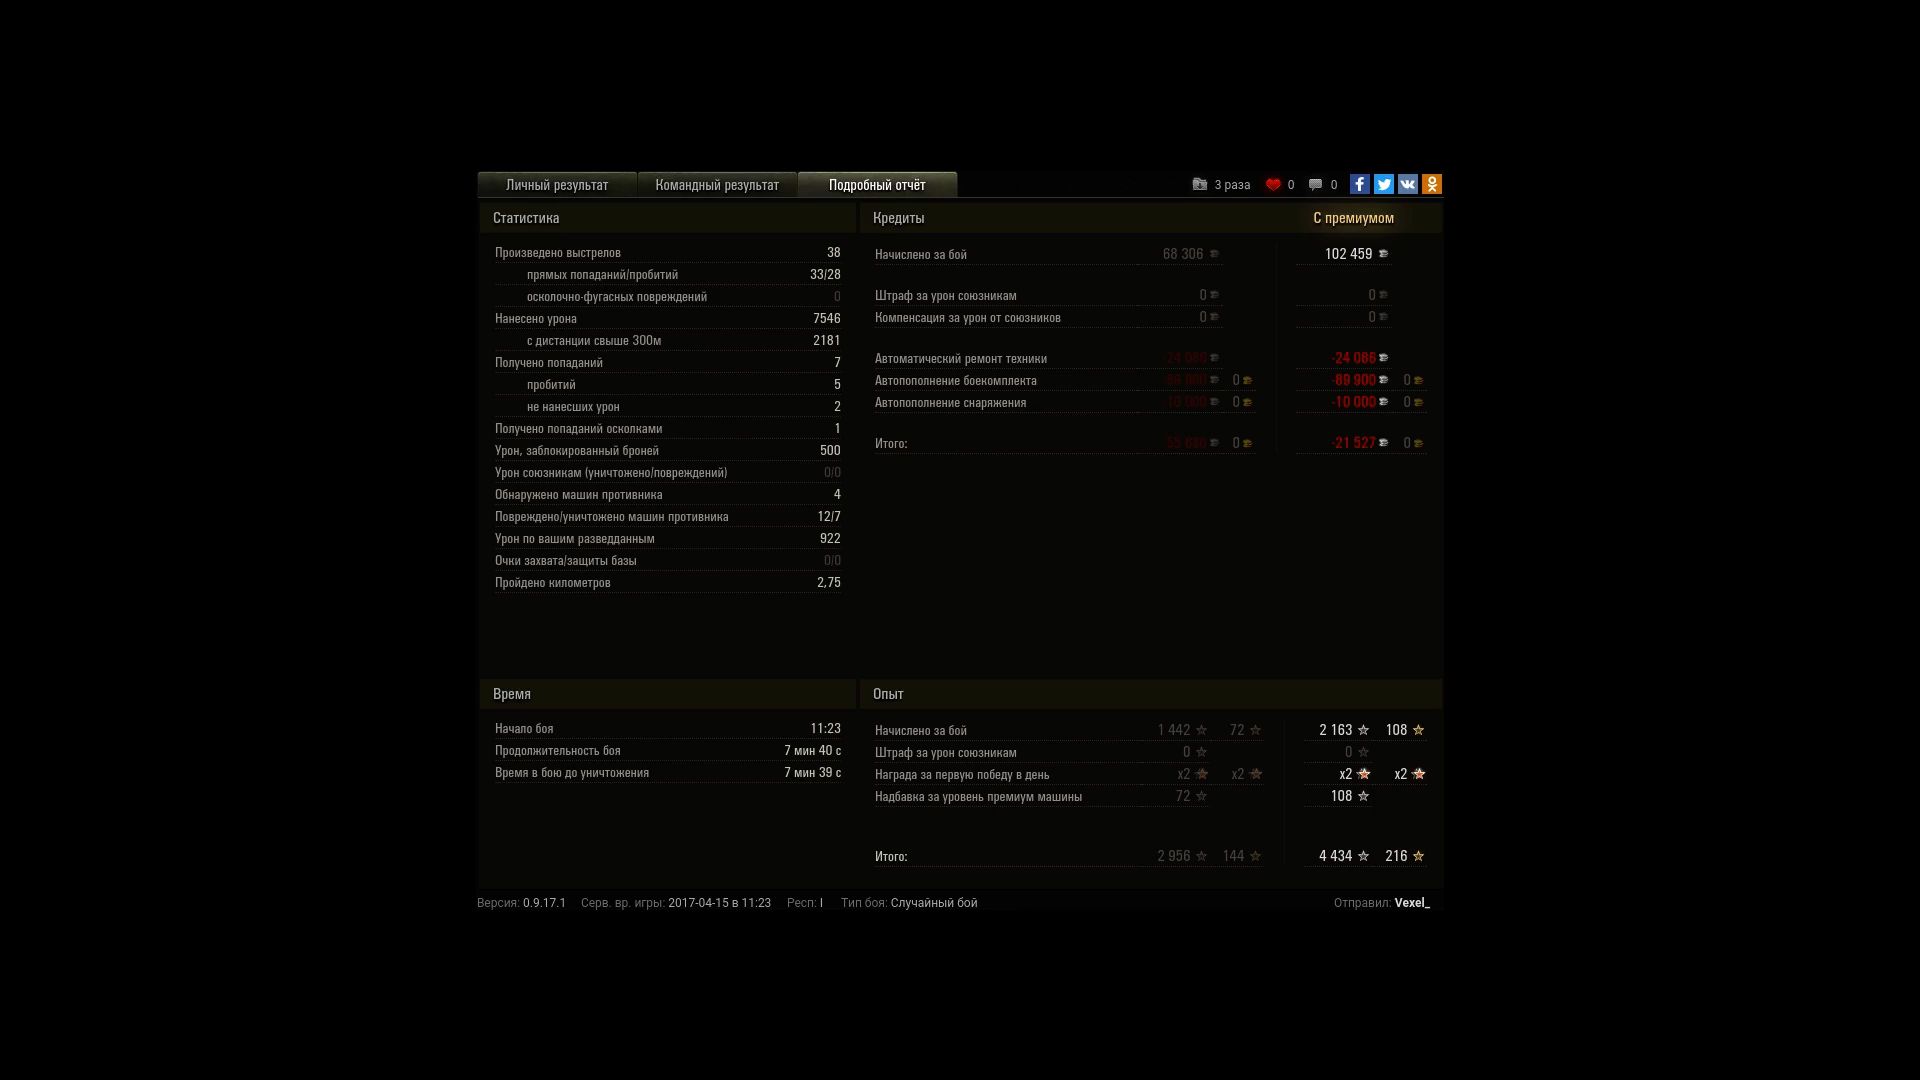 Личный результат Командный результат Подробный отчёт 3 раза 0 0
Статистика
Произведено выстрелов 38
прямых попаданий/пробитий 33/28
осколочно-фугасных повреждений 0
Нанесено урона 7546
с дистанции свыше 300м 2181
Получено попаданий 7
пробитий 5
не нанесших урон 2
Получено попаданий осколками 1
Урон, заблокированный броней 500
Урон союзникам (уничтожено/повреждений) 0/0
Обнаружено машин противника 4
Повреждено/уничтожено машин противника 12/7
Урон по вашим разведданным 922
Очки захвата/защиты базы 0/0
Пройдено километров 2,75
Кредиты С премиумом
Начислено за бой 68 306 102 459
Штраф за урон союзникам 0 0
Компенсация за урон от союзников 0 0
Автоматический ремонт техники -24 086 -24 086
Автопополнение боекомплекта 0 -89 900 0
Автопополнение снаряжения -10 000 0 -10 000 0
Итого: 0 -21 527 0
Время
Начало боя 11:23
Продолжительность боя 7 мин 40 с
Время в бою до уничтожения 7 мин 39 с
Опыт
Начислено за бой 1 442 72 2 163 108
Штраф за урон союзникам 0 0
Награда за первую победу в день x2 x2 x2 x2
Надбавка за уровень премиум машины 72 108
Итого: 2 956 144 4 434 216
Версия: 0.9.17.1 Серв. вр. игры: 2017-04-15 в 11:23 Респ: I Тип боя: Случайный бой Отправил: Vexel_